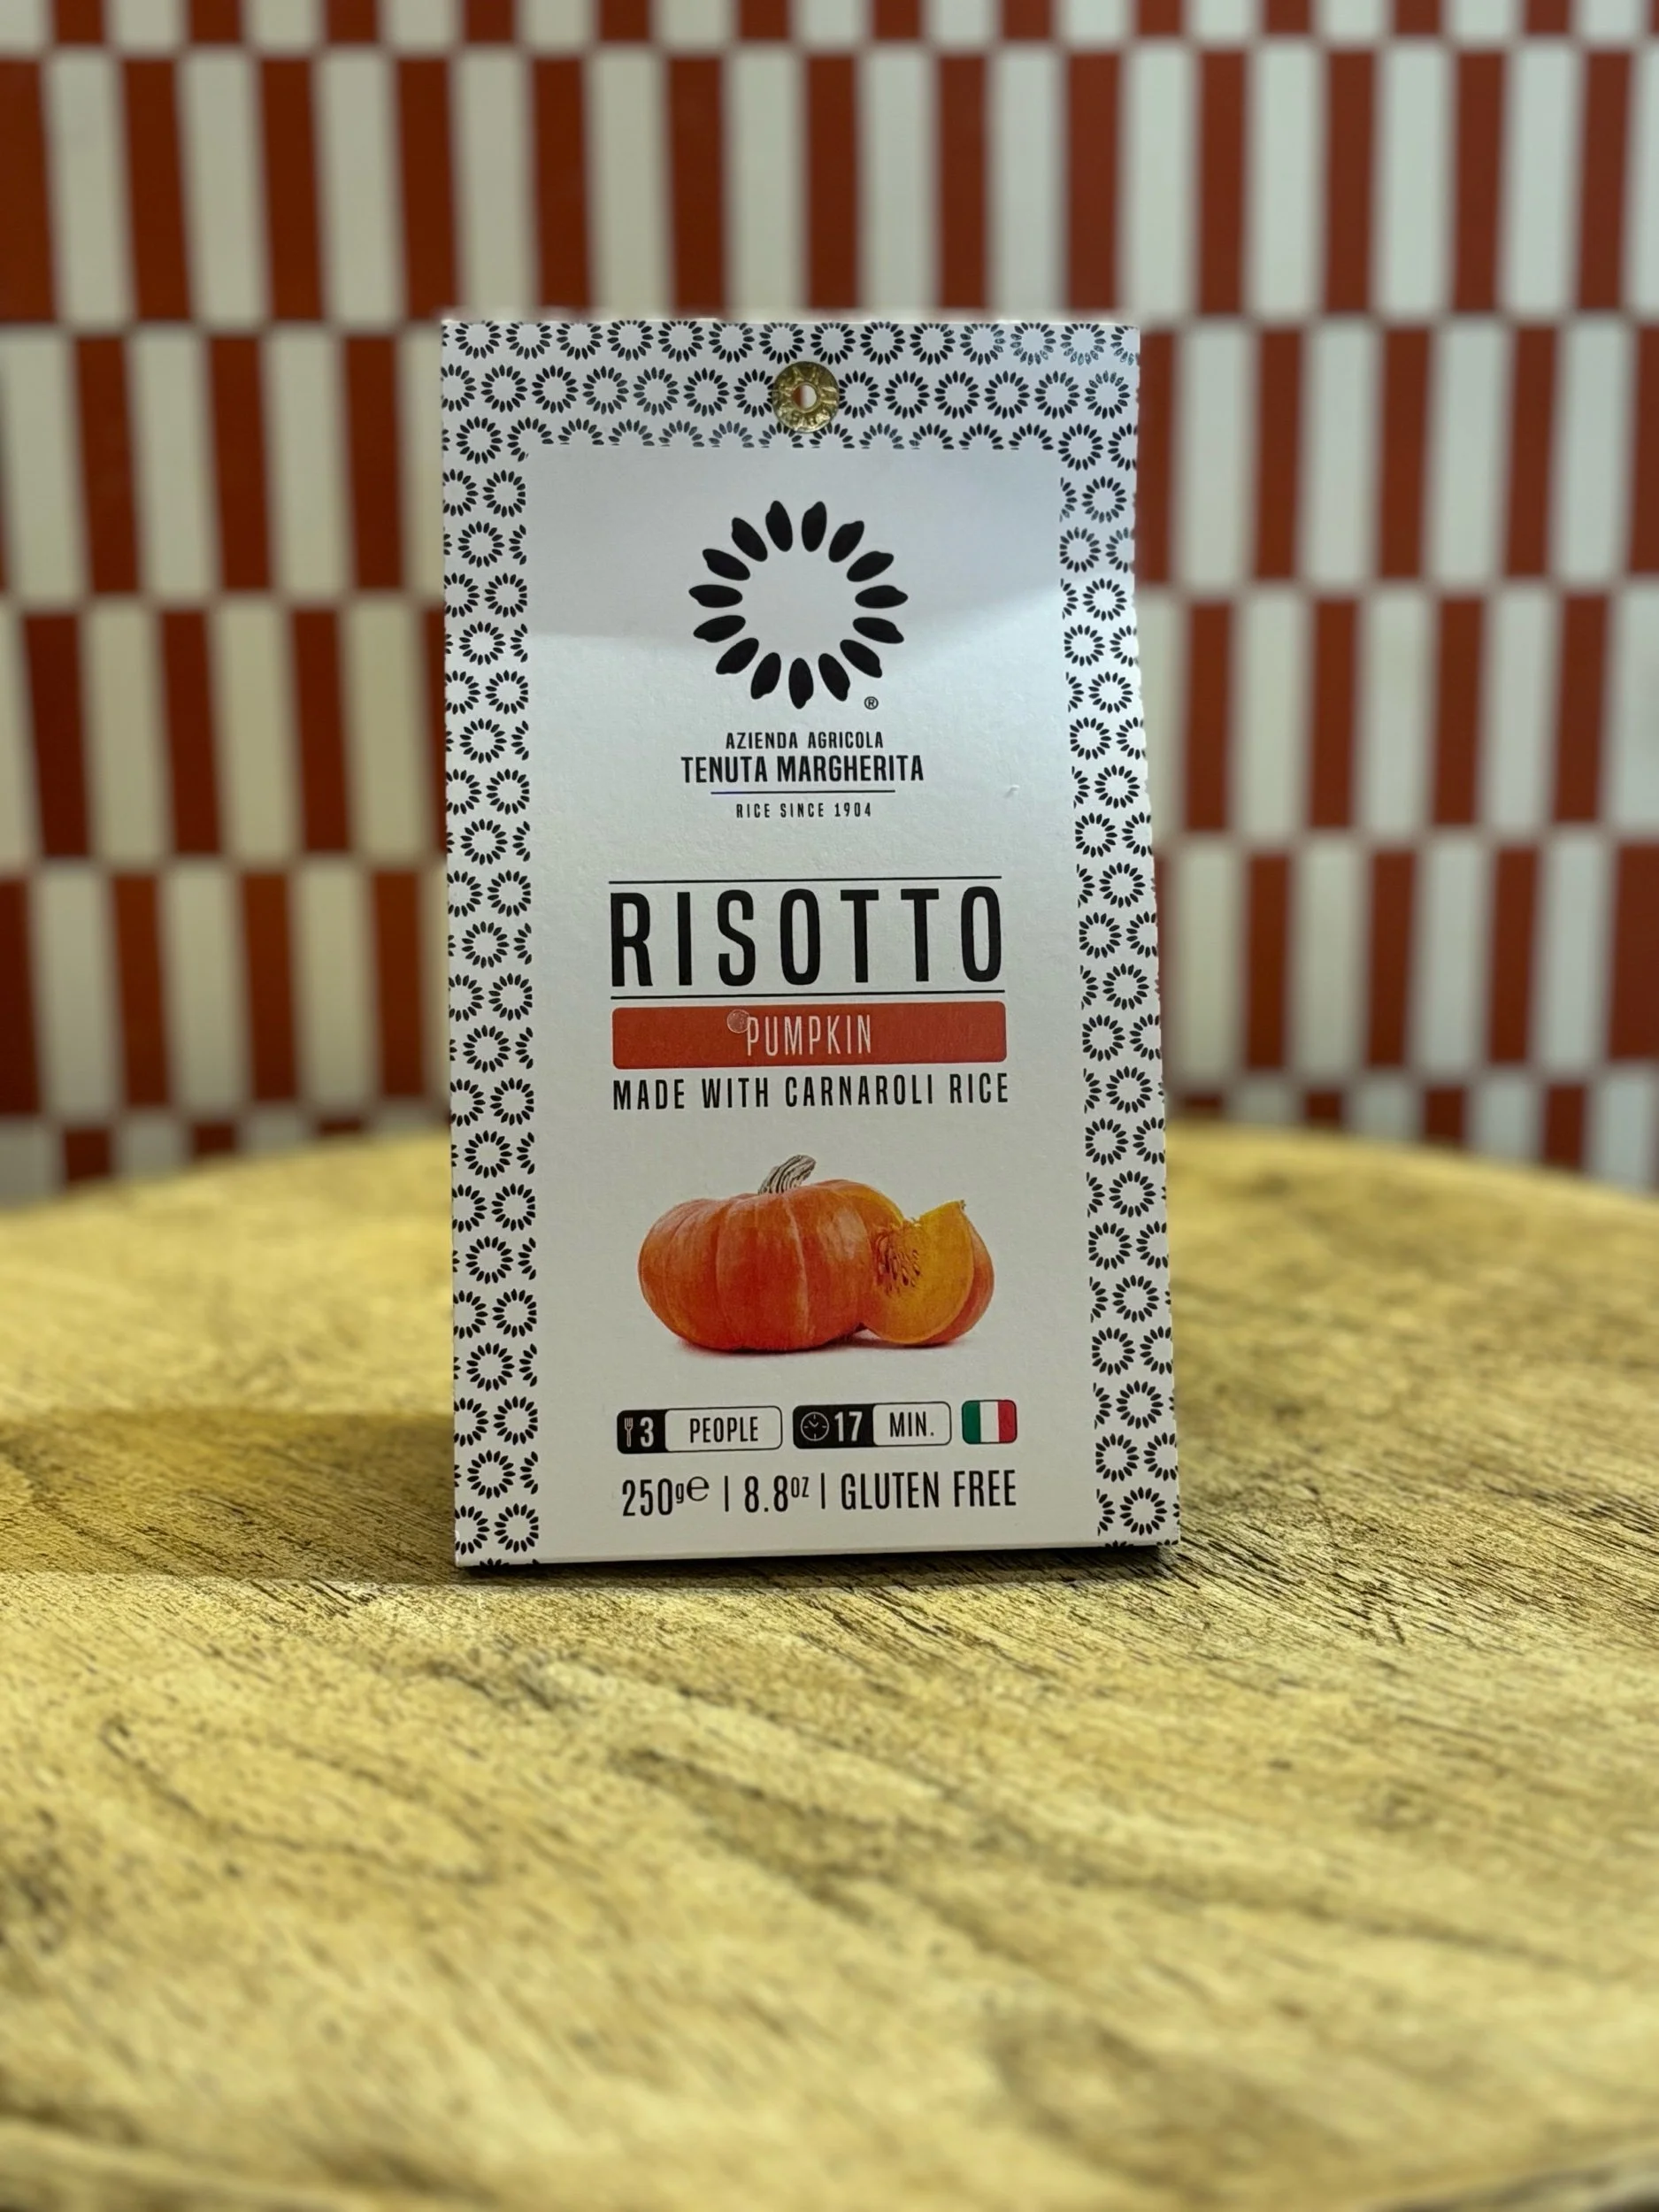 ®
AZIENDA AGRICOLA
TENUTA MARGHERITA
RICE SINCE 1904
RISOTTO
PUMPKIN
MADE WITH CARNAROLI RICE
3 PEOPLE 17 MIN.
250g℮ | 8.8oz | GLUTEN FREE